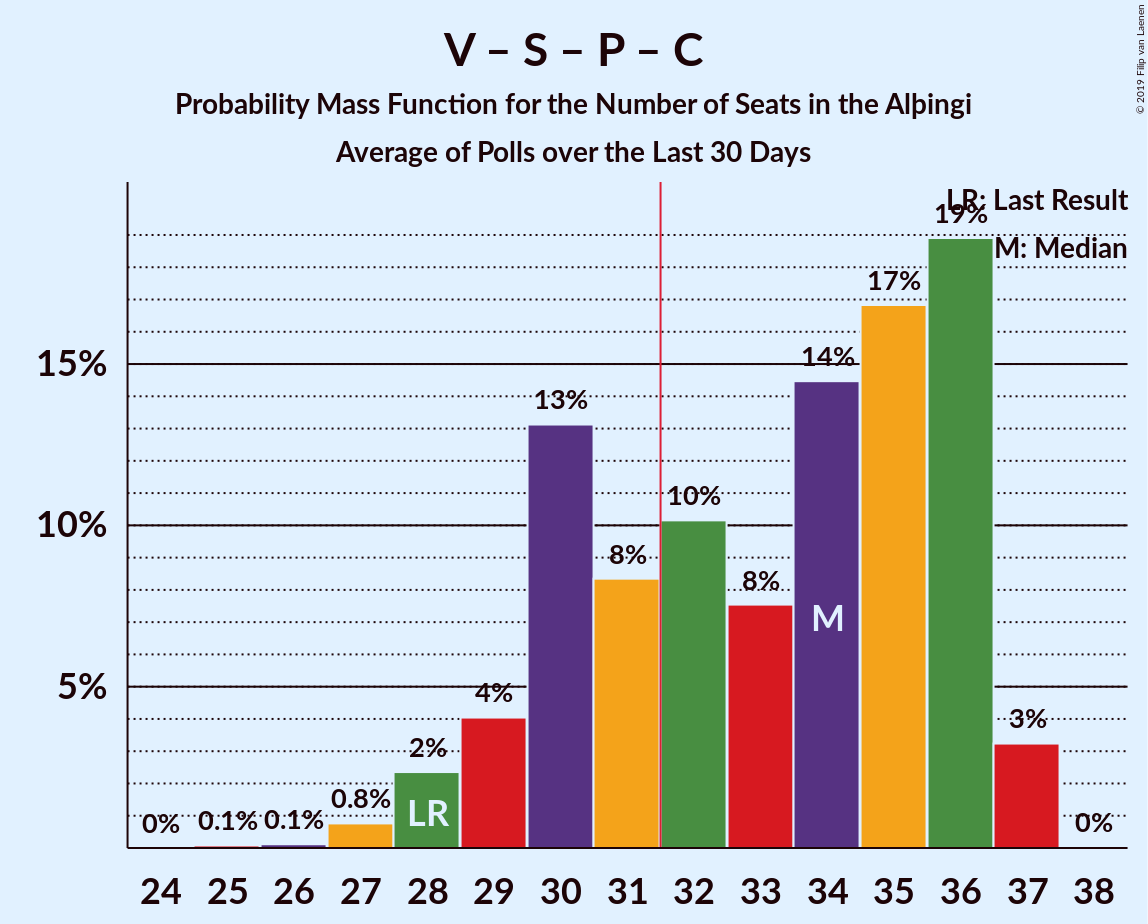 V – S – P – C
Probability Mass Function for the Number of Seats in the Alþingi
Average of Polls over the Last 30 Days
© 2019 Filip van Laenen
LR: Last Result
M: Median
15%
10%
5%
0%
0.1%
0.1%
0.8%
2%
4%
13%
8%
10%
8%
14%
17%
19%
3%
0%
LR
M
24 25 26 27 28 29 30 31 32 33 34 35 36 37 38